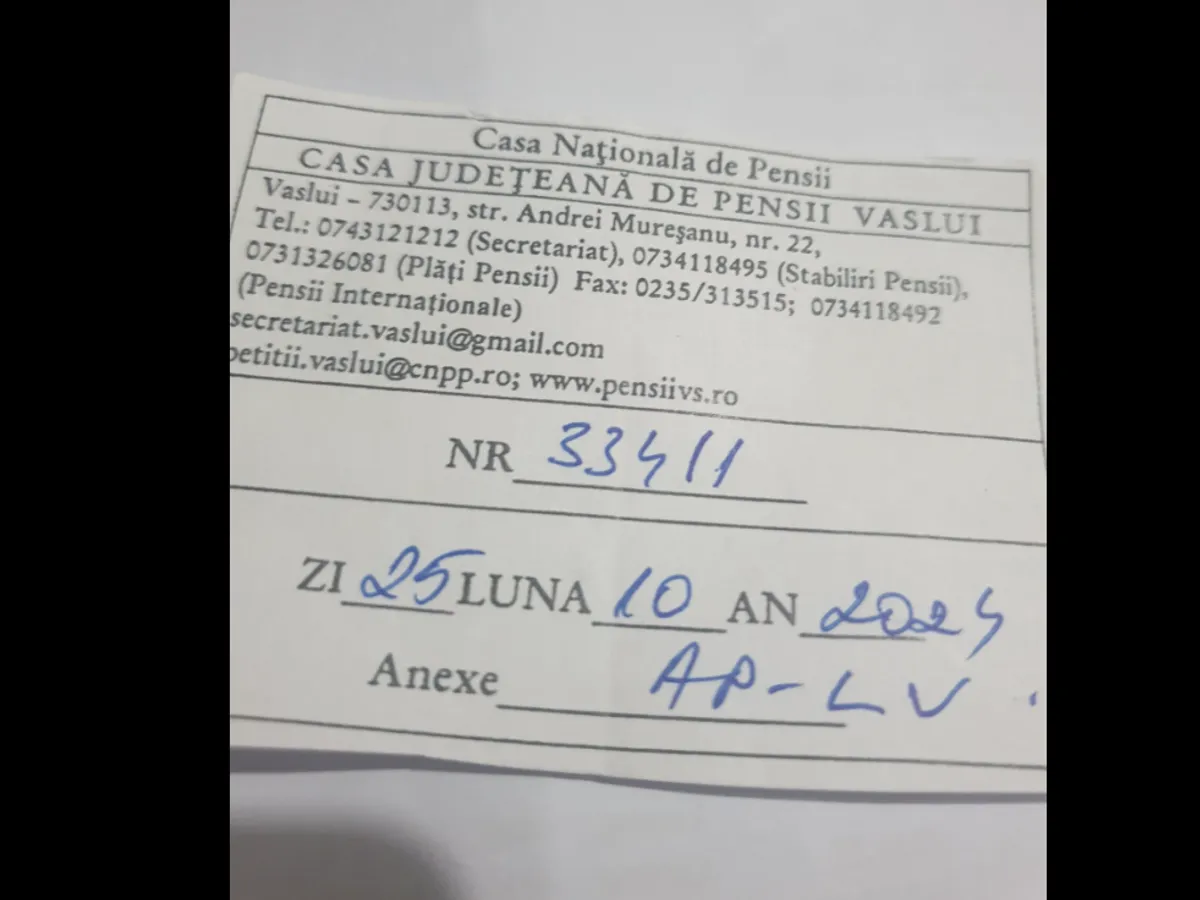 Casa Naţională de Pensii
CASA JUDEŢEANĂ DE PENSII VASLUI
Vaslui – 730113, str. Andrei Mureşanu, nr. 22,
Tel.: 0743121212 (Secretariat), 0734118495 (Stabiliri Pensii),
0731326081 (Plăţi Pensii) Fax: 0235/313515; 0734118492
(Pensii Internaţionale)
secretariat.vaslui@gmail.com
petitii.vaslui@cnpp.ro; www.pensiivs.ro
NR 33411
ZI 25 LUNA 10 AN 2024
Anexe AP-LV